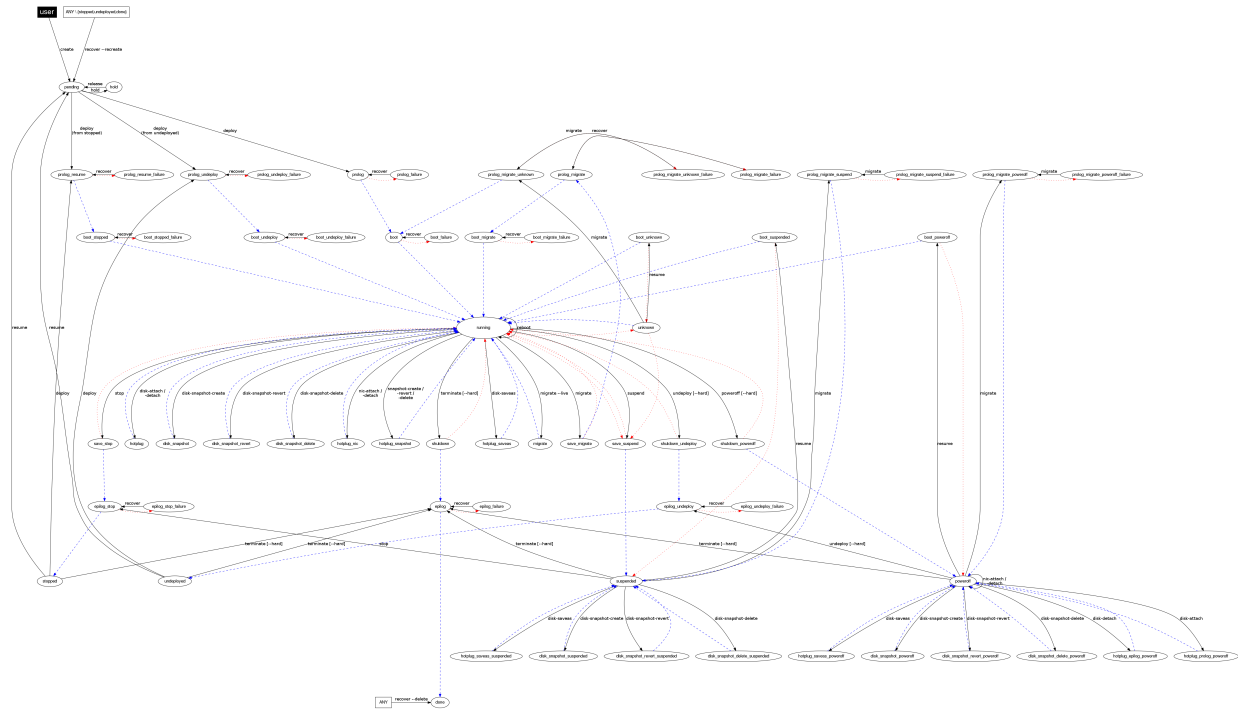 user
ANY \ {stopped,undeployed,done}
create
recover --recreate
pending
release
hold
hold
deploy
(from stopped)
deploy
(from undeployed)
deploy
migrate
recover
prolog_resume
recover
prolog_resume_failure
prolog_undeploy
recover
prolog_undeploy_failure
prolog
recover
prolog_failure
prolog_migrate_unknown
prolog_migrate
prolog_migrate_unknown_failure
prolog_migrate_failure
prolog_migrate_suspend
migrate
prolog_migrate_suspend_failure
prolog_migrate_poweroff
migrate
prolog_migrate_poweroff_failure
boot_stopped
recover
boot_stopped_failure
boot_undeploy
recover
boot_undeploy_failure
boot
recover
boot_failure
boot_migrate
recover
boot_migrate_failure
migrate
boot_unknown
boot_suspended
boot_poweroff
resume
resume
resume
running
reboot
unknown
deploy
deploy
stop
disk-attach /
-detach
disk-snapshot-create
disk-snapshot-revert
disk-snapshot-delete
nic-attach /
-detach
snapshot-create /
-revert /
-delete
terminate [--hard]
disk-saveas
migrate --live
migrate
suspend
undeploy [--hard]
poweroff [--hard]
migrate
migrate
save_stop
hotplug
disk_snapshot
disk_snapshot_revert
disk_snapshot_delete
hotplug_nic
hotplug_snapshot
shutdown
hotplug_saveas
migrate
save_migrate
save_suspend
shutdown_undeploy
shutdown_poweroff
resume
resume
epilog_stop
recover
epilog_stop_failure
epilog
recover
epilog_failure
epilog_undeploy
recover
epilog_undeploy_failure
terminate [--hard]
terminate [--hard]
stop
terminate [--hard]
terminate [--hard]
undeploy [--hard]
stopped
undeployed
suspended
poweroff
nic-attach /
-detach
disk-saveas
disk-snapshot-create
disk-snapshot-revert
disk-snapshot-delete
disk-saveas
disk-snapshot-create
disk-snapshot-revert
disk-snapshot-delete
disk-detach
disk-attach
hotplug_saveas_suspended
disk_snapshot_suspended
disk_snapshot_revert_suspended
disk_snapshot_delete_suspended
hotplug_saveas_poweroff
disk_snapshot_poweroff
disk_snapshot_revert_poweroff
disk_snapshot_delete_poweroff
hotplug_epilog_poweroff
hotplug_prolog_poweroff
ANY
recover --delete
done